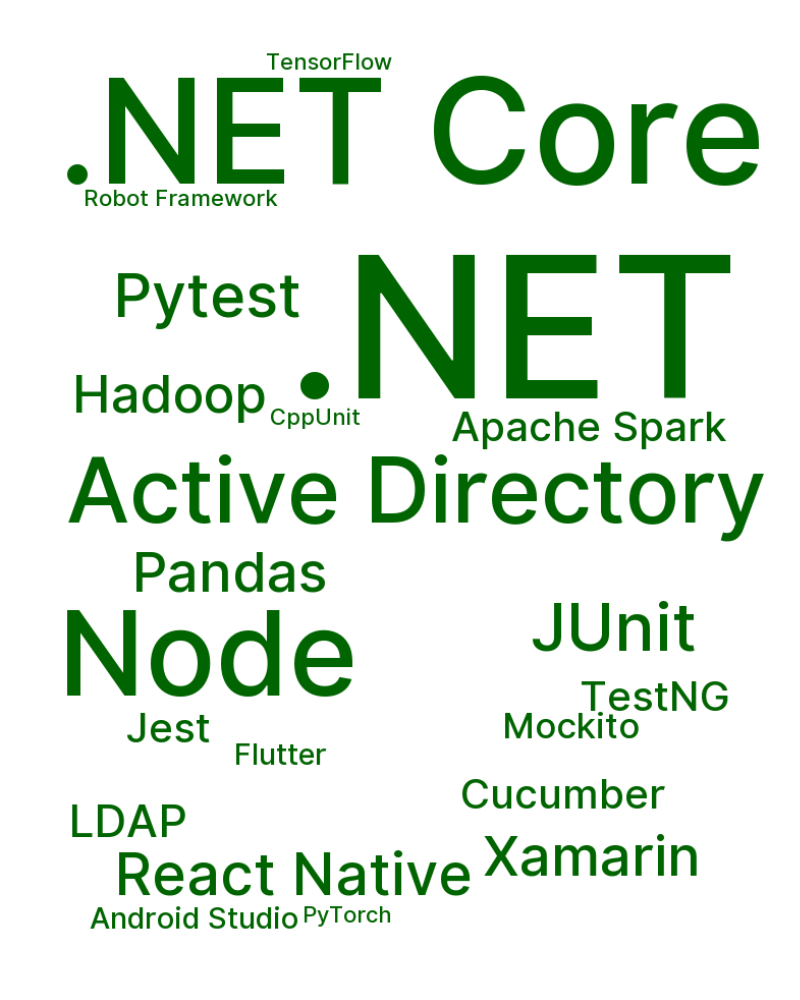 TensorFlow
.NET Core
Robot Framework
.NET
Pytest
Hadoop
CppUnit
Apache Spark
Active Directory
Pandas
Node
JUnit
TestNG
Mockito
Jest
Flutter
Cucumber
LDAP
Xamarin
React Native
Android Studio
PyTorch